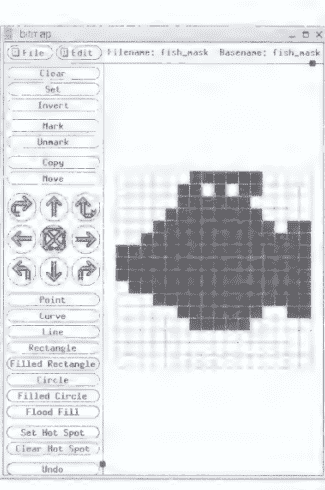 bitmap
File Edit Filename: fish_mask Basename: fish_mask
Clear
Set
Invert
Mark
Unmark
Copy
Move
Point
Curve
Line
Rectangle
Filled Rectangle
Circle
Filled Circle
Flood Fill
Set Hot Spot
Clear Hot Spot
Undo